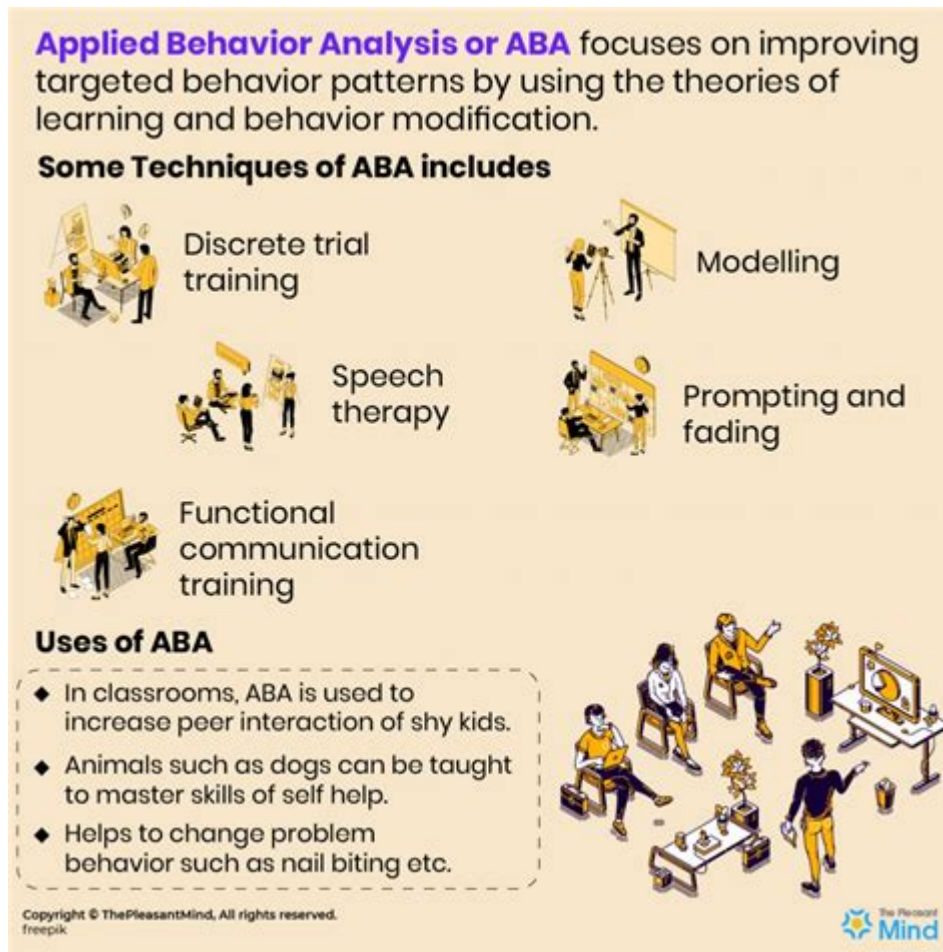 Applied Behavior Analysis or ABA focuses on improving
targeted behavior patterns by using the theories of
learning and behavior modification.
Some Techniques of ABA includes
Discrete trial
training
Modelling
Speech
therapy
Prompting and
fading
Functional
communication
training
Uses of ABA
◆ In classrooms, ABA is used to
increase peer interaction of shy kids.
◆ Animals such as dogs can be taught
to master skills of self help.
◆ Helps to change problem
behavior such as nail biting etc.
Copyright © ThePleasantMind, All rights reserved.
freepik
The Pleasant
Mind